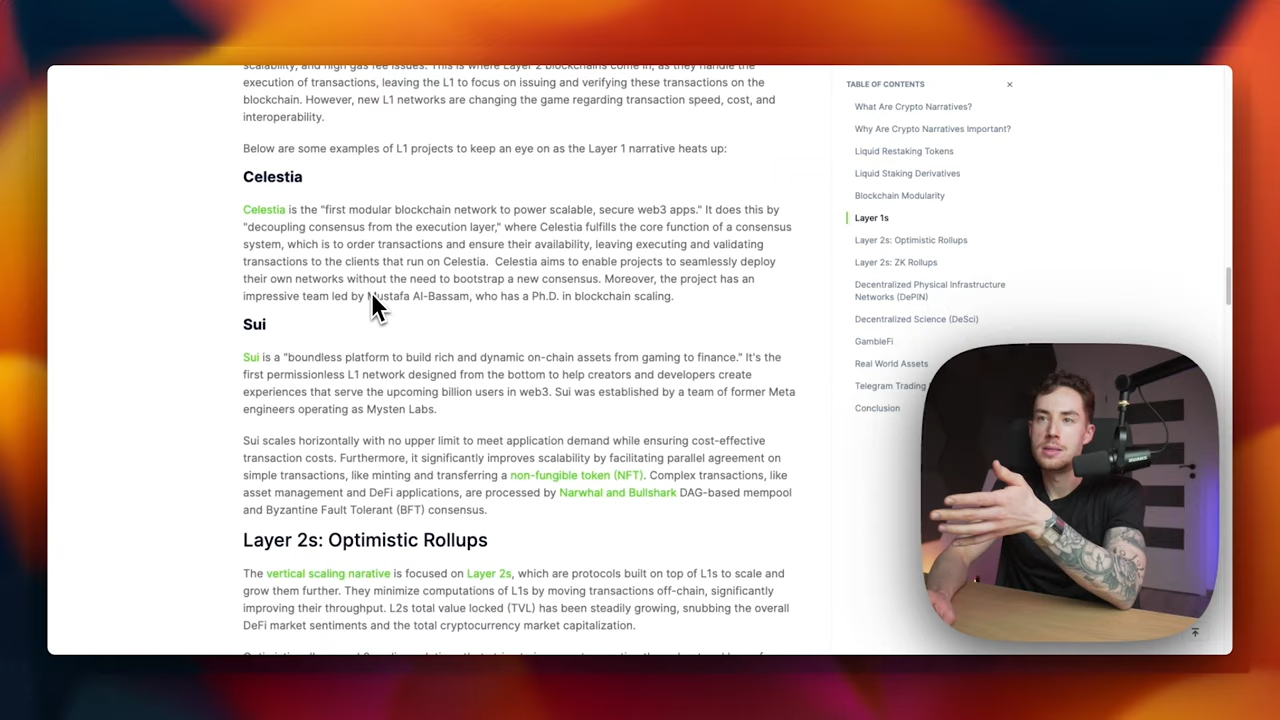 scalability, and high gas fee issues. This is where Layer 2 blockchains come in, as they handle the
execution of transactions, leaving the L1 to focus on issuing and verifying these transactions on the
blockchain. However, new L1 networks are changing the game regarding transaction speed, cost, and
interoperability.
Below are some examples of L1 projects to keep an eye on as the Layer 1 narrative heats up:
Celestia
Celestia is the "first modular blockchain network to power scalable, secure web3 apps." It does this by
"decoupling consensus from the execution layer," where Celestia fulfills the core function of a consensus
system, which is to order transactions and ensure their availability, leaving executing and validating
transactions to the clients that run on Celestia. Celestia aims to enable projects to seamlessly deploy
their own networks without the need to bootstrap a new consensus. Moreover, the project has an
impressive team led by Mustafa Al-Bassam, who has a Ph.D. in blockchain scaling.
Sui
Sui is a "boundless platform to build rich and dynamic on-chain assets from gaming to finance." It's the
first permissionless L1 network designed from the bottom to help creators and developers create
experiences that serve the upcoming billion users in web3. Sui was established by a team of former Meta
engineers operating as Mysten Labs.
Sui scales horizontally with no upper limit to meet application demand while ensuring cost-effective
transaction costs. Furthermore, it significantly improves scalability by facilitating parallel agreement on
simple transactions, like minting and transferring a non-fungible token (NFT). Complex transactions, like
asset management and DeFi applications, are processed by Narwhal and Bullshark DAG-based mempool
and Byzantine Fault Tolerant (BFT) consensus.
Layer 2s: Optimistic Rollups
The vertical scaling narative is focused on Layer 2s, which are protocols built on top of L1s to scale and
grow them further. They minimize computations of L1s by moving transactions off-chain, significantly
improving their throughput. L2s total value locked (TVL) has been steadily growing, snubbing the overall
DeFi market sentiments and the total cryptocurrency market capitalization.
TABLE OF CONTENTS
What Are Crypto Narratives?
Why Are Crypto Narratives Important?
Liquid Restaking Tokens
Liquid Staking Derivatives
Blockchain Modularity
Layer 1s
Layer 2s: Optimistic Rollups
Layer 2s: ZK Rollups
Decentralized Physical Infrastructure
Networks (DePIN)
Decentralized Science (DeSci)
GambleFi
Real World Assets
Telegram Trading
Conclusion